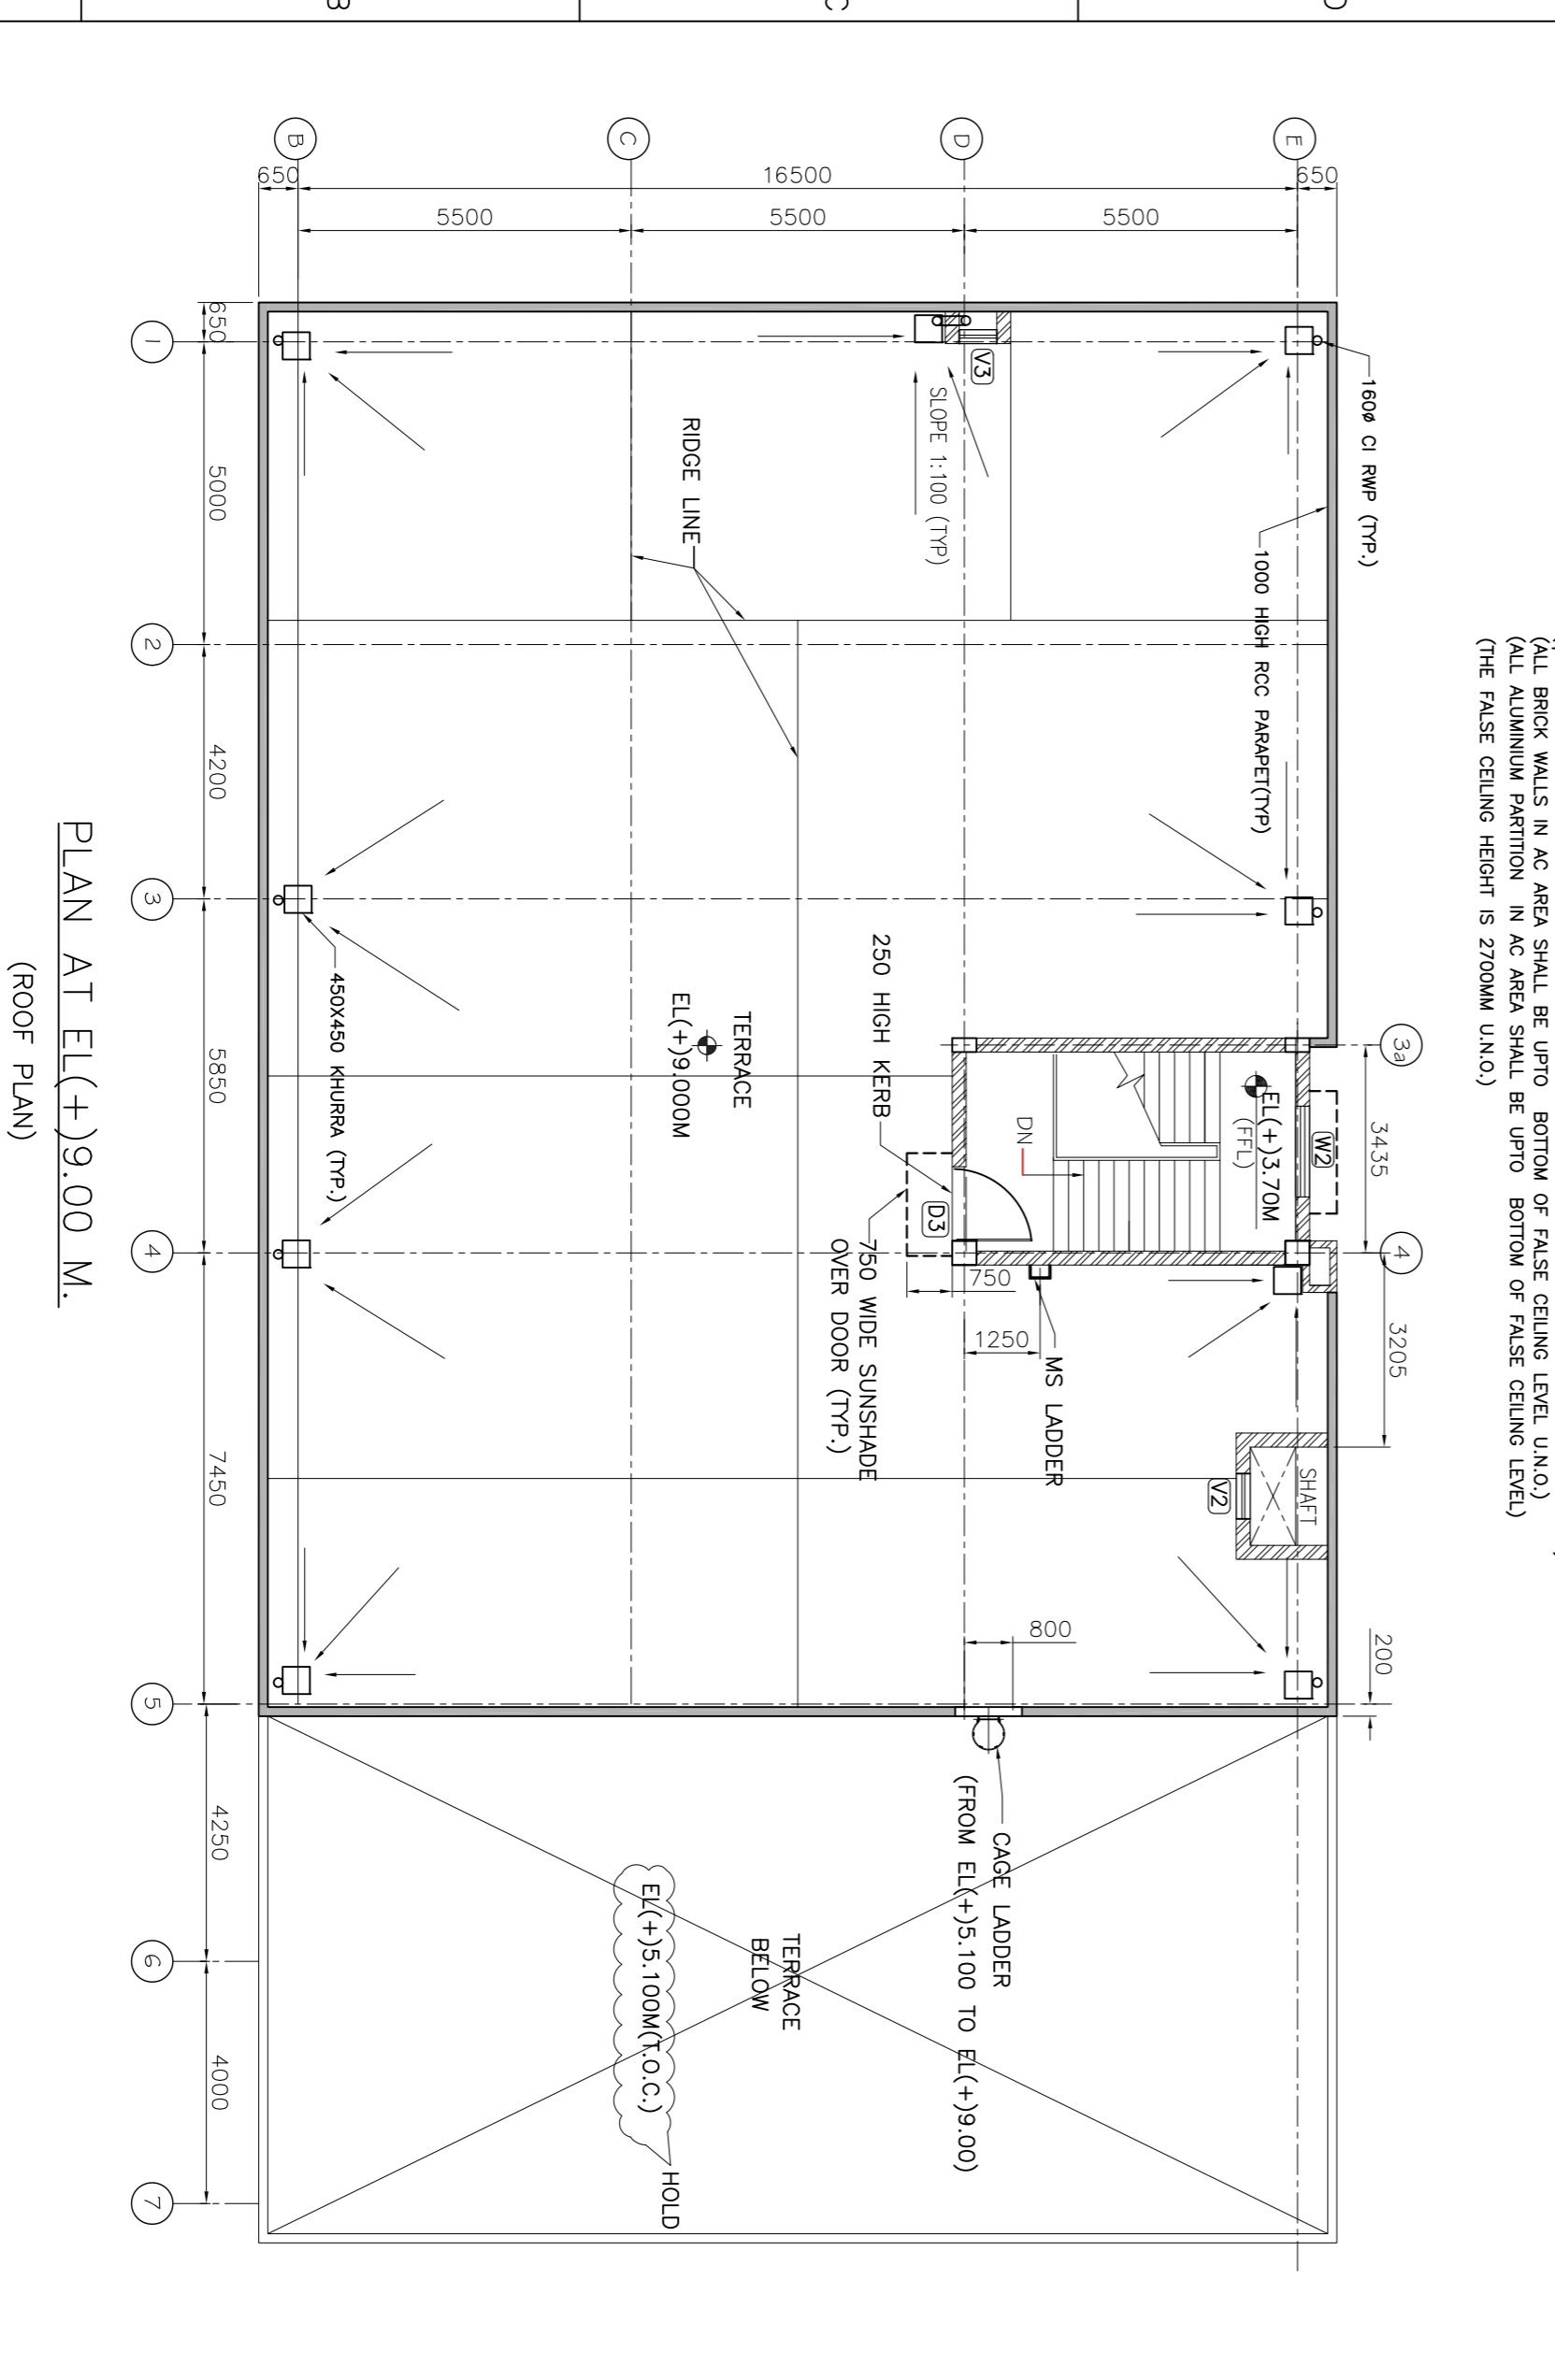 B
C
D
(ALL BRICK WALLS IN AC AREA SHALL BE UPTO BOTTOM OF FALSE CEILING LEVEL U.N.O.)
(ALL ALUMINIUM PARTITION IN AC AREA SHALL BE UPTO BOTTOM OF FALSE CEILING LEVEL)
(THE FALSE CEILING HEIGHT IS 2700MM U.N.O.)
3a
4
3435
3205
200
160ø CI RWP (TYP.)
1000 HIGH RCC PARAPET(TYP)
E
650
W2
EL(+)3.70M
(FFL)
SHAFT
V2
DN
MS LADDER
800
1250
750
5500
D
V3
SLOPE 1:100 (TYP)
D3
250 HIGH KERB
750 WIDE SUNSHADE
OVER DOOR (TYP.)
CAGE LADDER
(FROM EL(+)5.100 TO EL(+)9.00)
16500
5500
RIDGE LINE
TERRACE
EL(+)9.000M
TERRACE
BELOW
EL(+)5.100M(T.O.C.)
HOLD
C
5500
450X450 KHURRA (TYP.)
B
650
650
5000
4200
5850
7450
4250
4000
1
2
3
4
5
6
7
PLAN AT EL(+)9.00 M.
(ROOF PLAN)